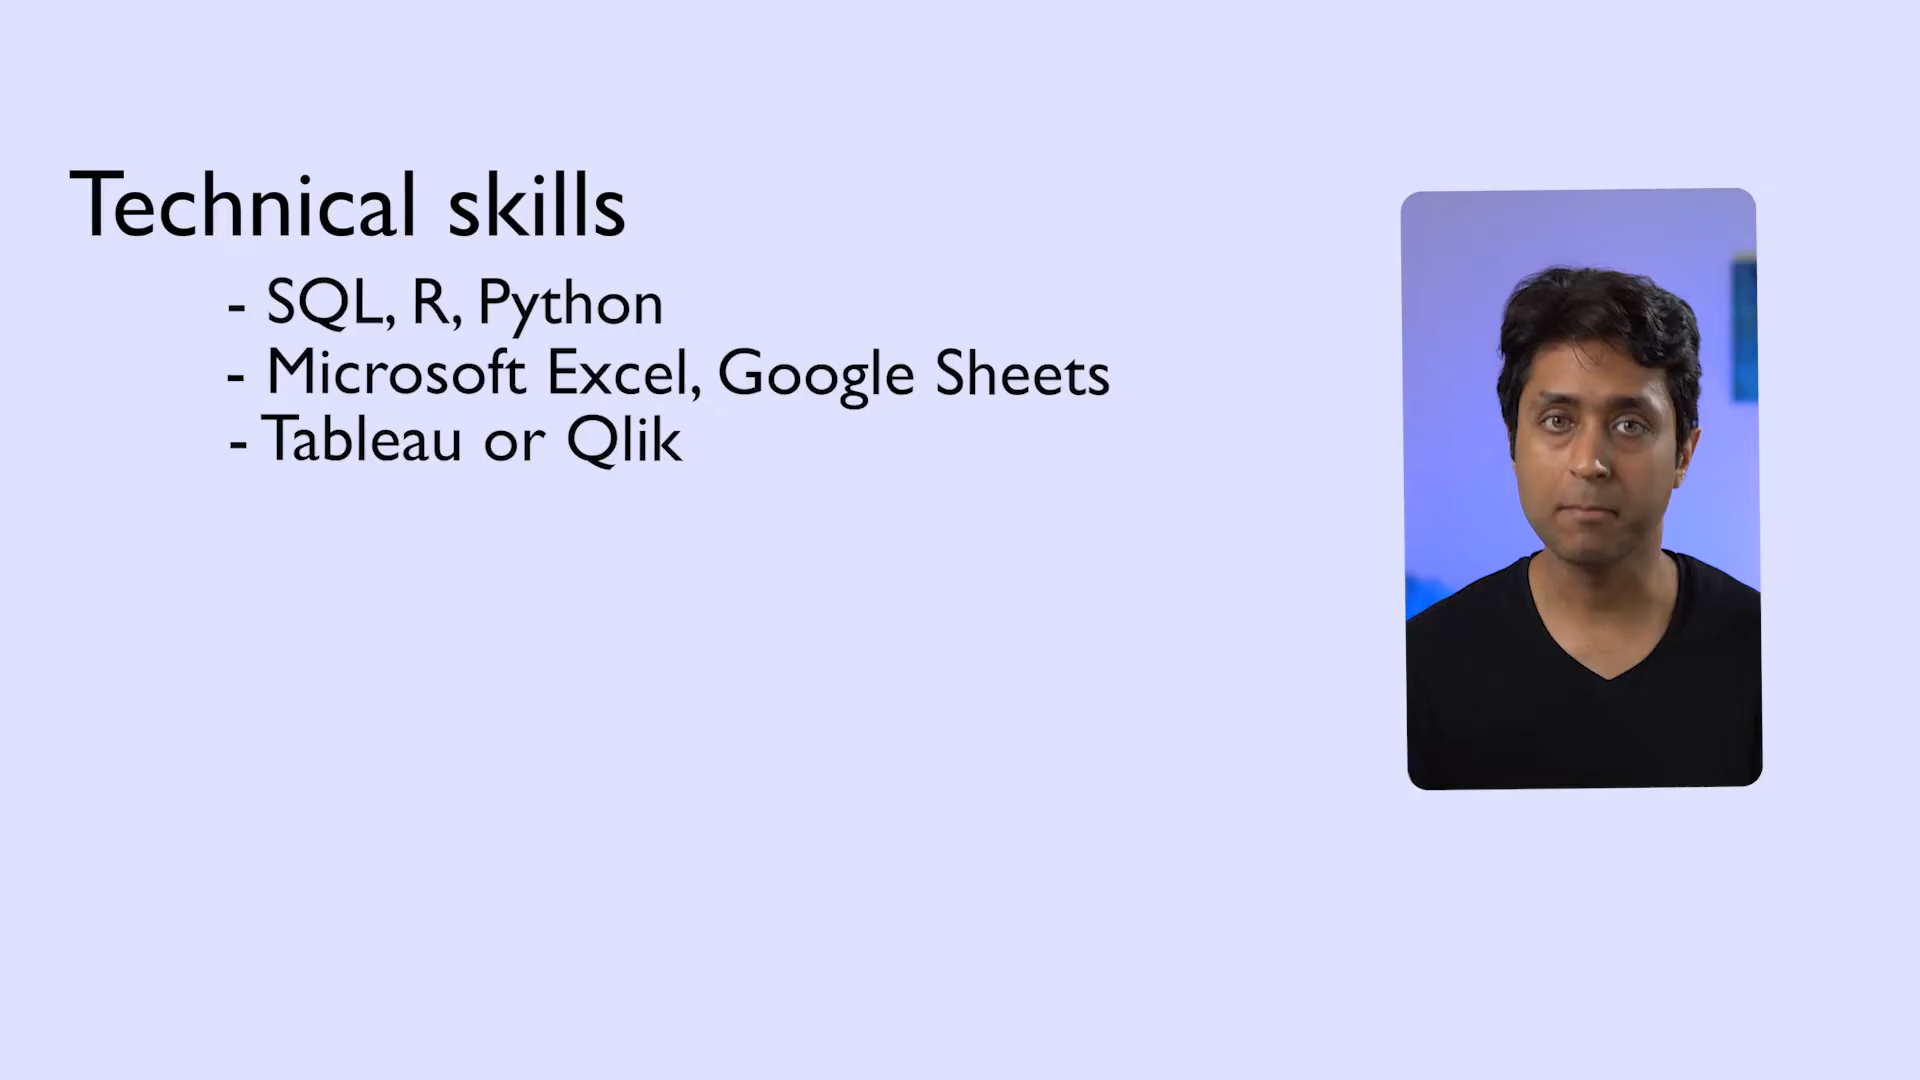 Technical skills
- SQL, R, Python
- Microsoft Excel, Google Sheets
- Tableau or Qlik